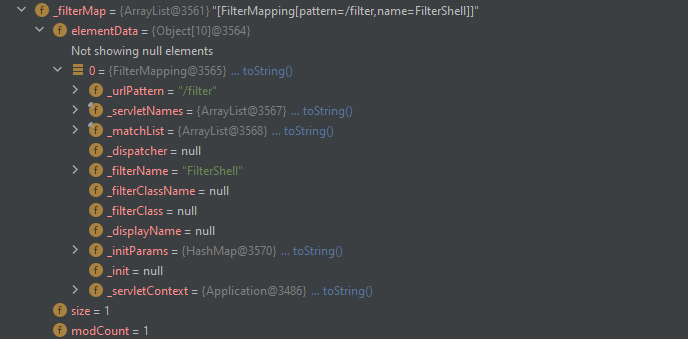 f _filterMap = {ArrayList@3561} "[FilterMapping[pattern=/filter,name=FilterShell]]"
f elementData = {Object[10]@3564}
Not showing null elements
0 = {FilterMapping@3565} ... toString()
f _urlPattern = "/filter"
f _servletNames = {ArrayList@3567} ... toString()
f _matchList = {ArrayList@3568} ... toString()
f _dispatcher = null
f _filterName = "FilterShell"
f _filterClassName = null
f _filterClass = null
f _displayName = null
f _initParams = {HashMap@3570} ... toString()
f _init = null
f _servletContext = {Application@3486} ... toString()
f size = 1
f modCount = 1